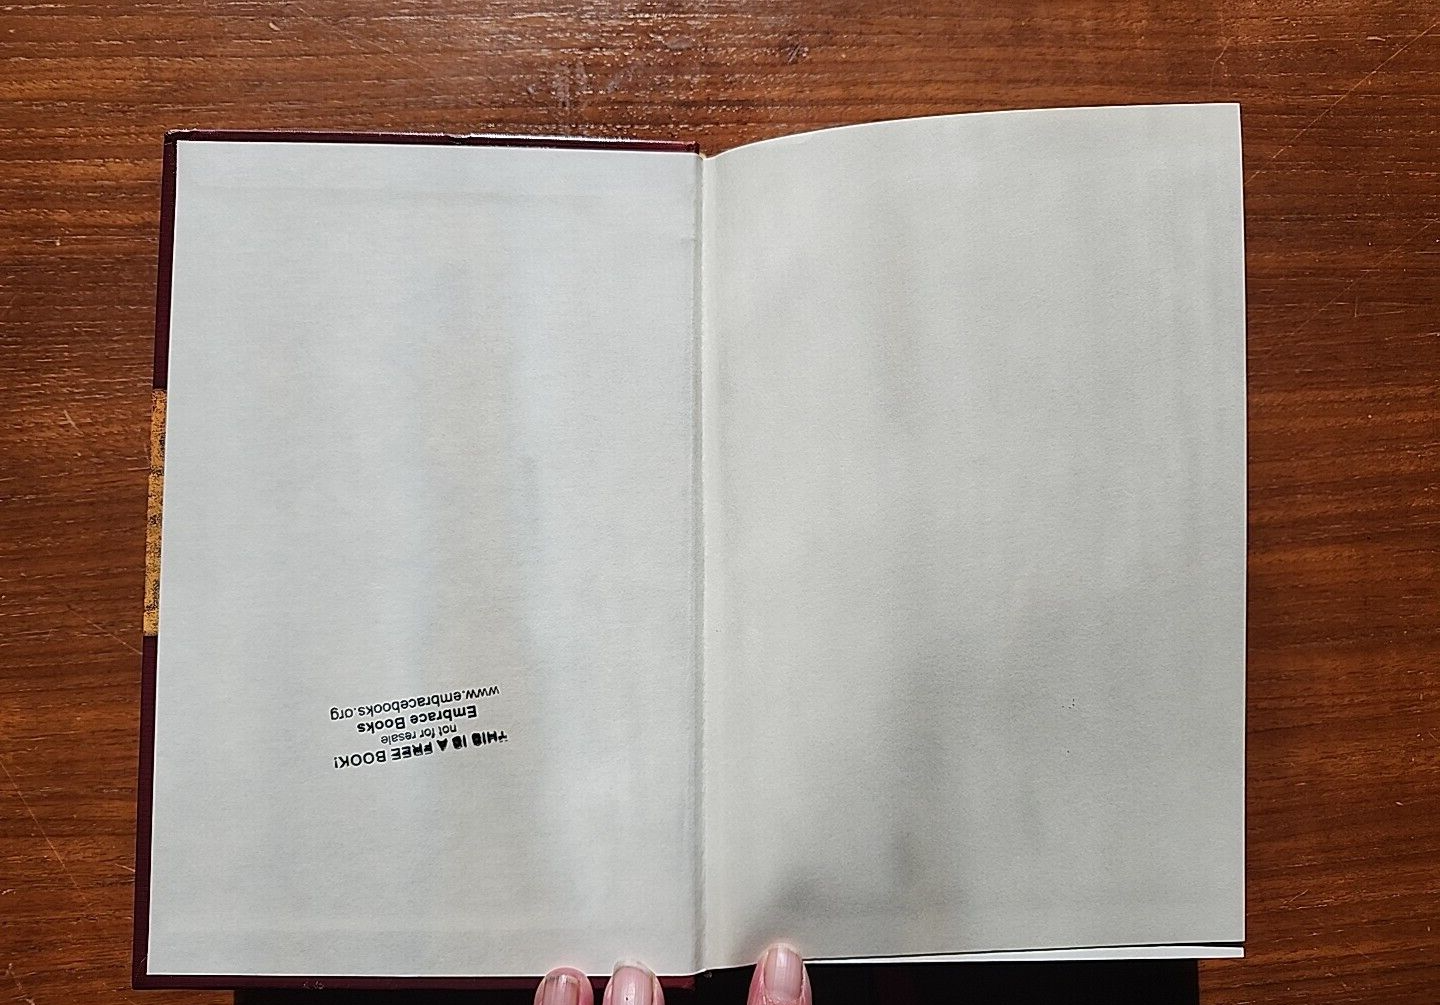 THIS IS A FREE BOOK!
not for resale
Embrace Books
www.embracebooks.org